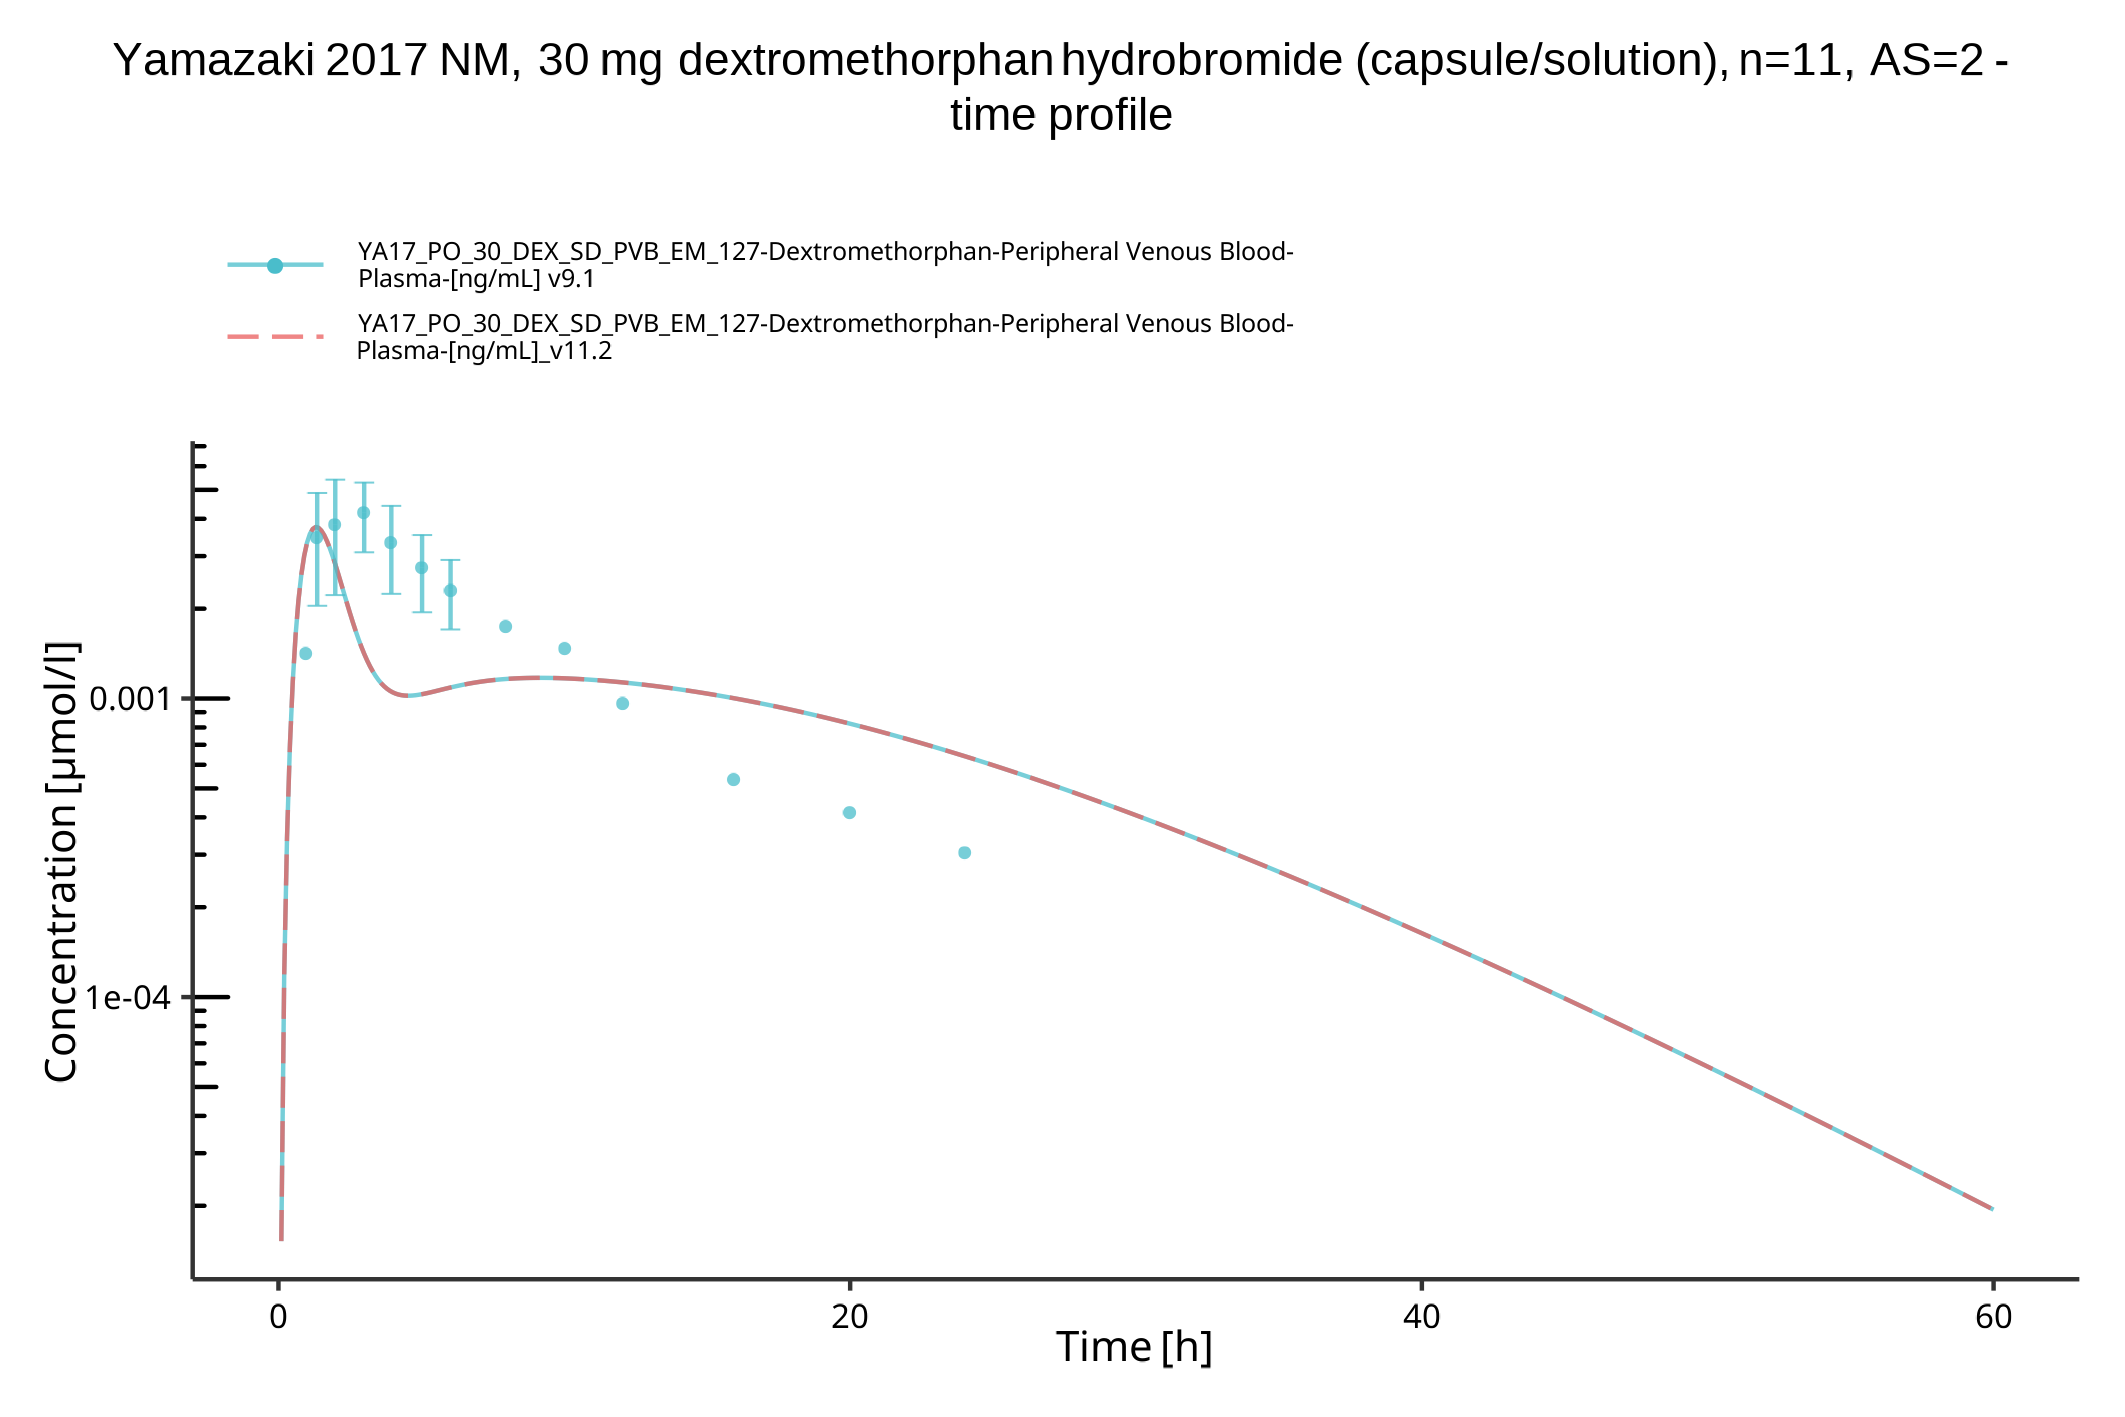 Yamazaki 2017 NM, 30 mg dextromethorphan hydrobromide (capsule/solution), n=11, AS=2 -
time profile
YA17_PO_30_DEX_SD_PVB_EM_127-Dextromethorphan-Peripheral Venous Blood-
Plasma-[ng/mL] v9.1
YA17_PO_30_DEX_SD_PVB_EM_127-Dextromethorphan-Peripheral Venous Blood-
Plasma-[ng/mL]_v11.2
Concentration [µmol/l]
0.001
1e-04
0
20
40
60
Time [h]